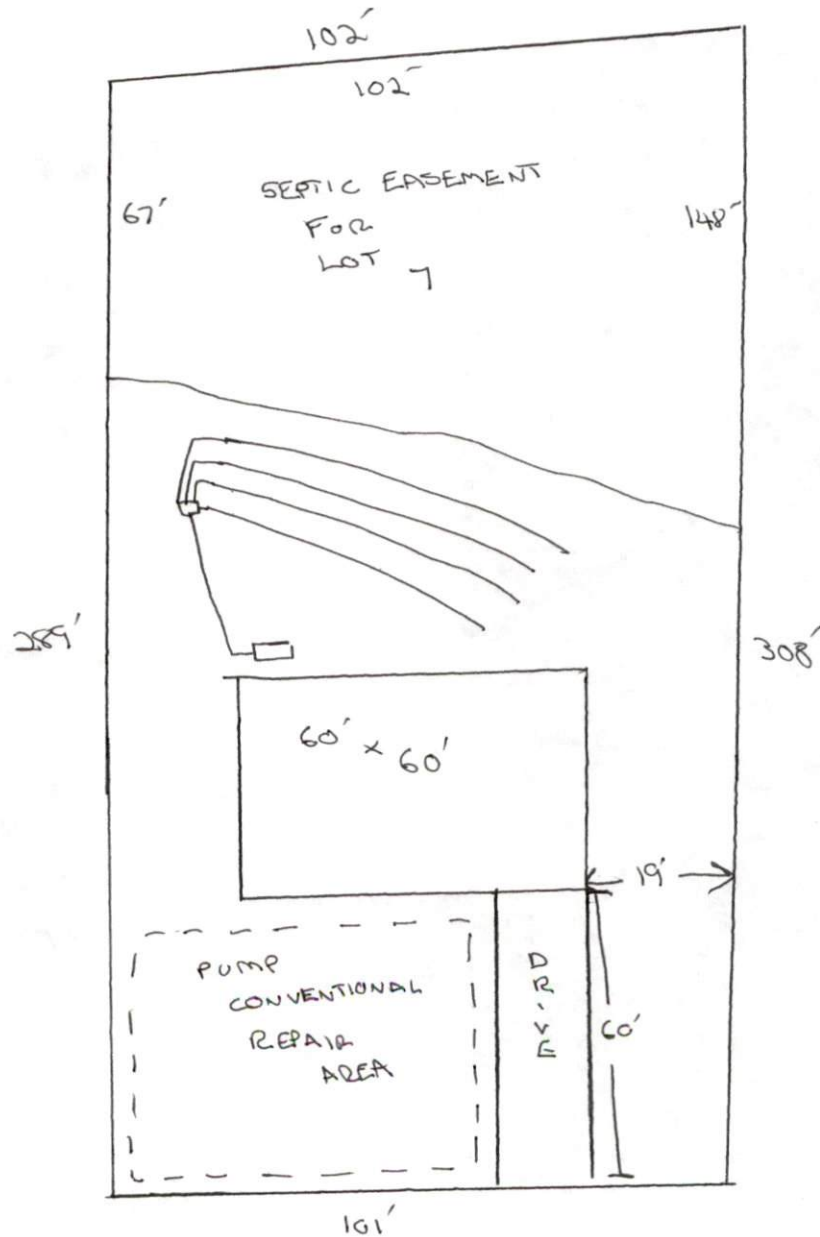 102'
102'
67'
SEPTIC EASEMENT
FOR
LOT 7
148'
289'
308'
60' x 60'
19'
PUMP
CONVENTIONAL
REPAIR
AREA
DRIVE
60'
101'